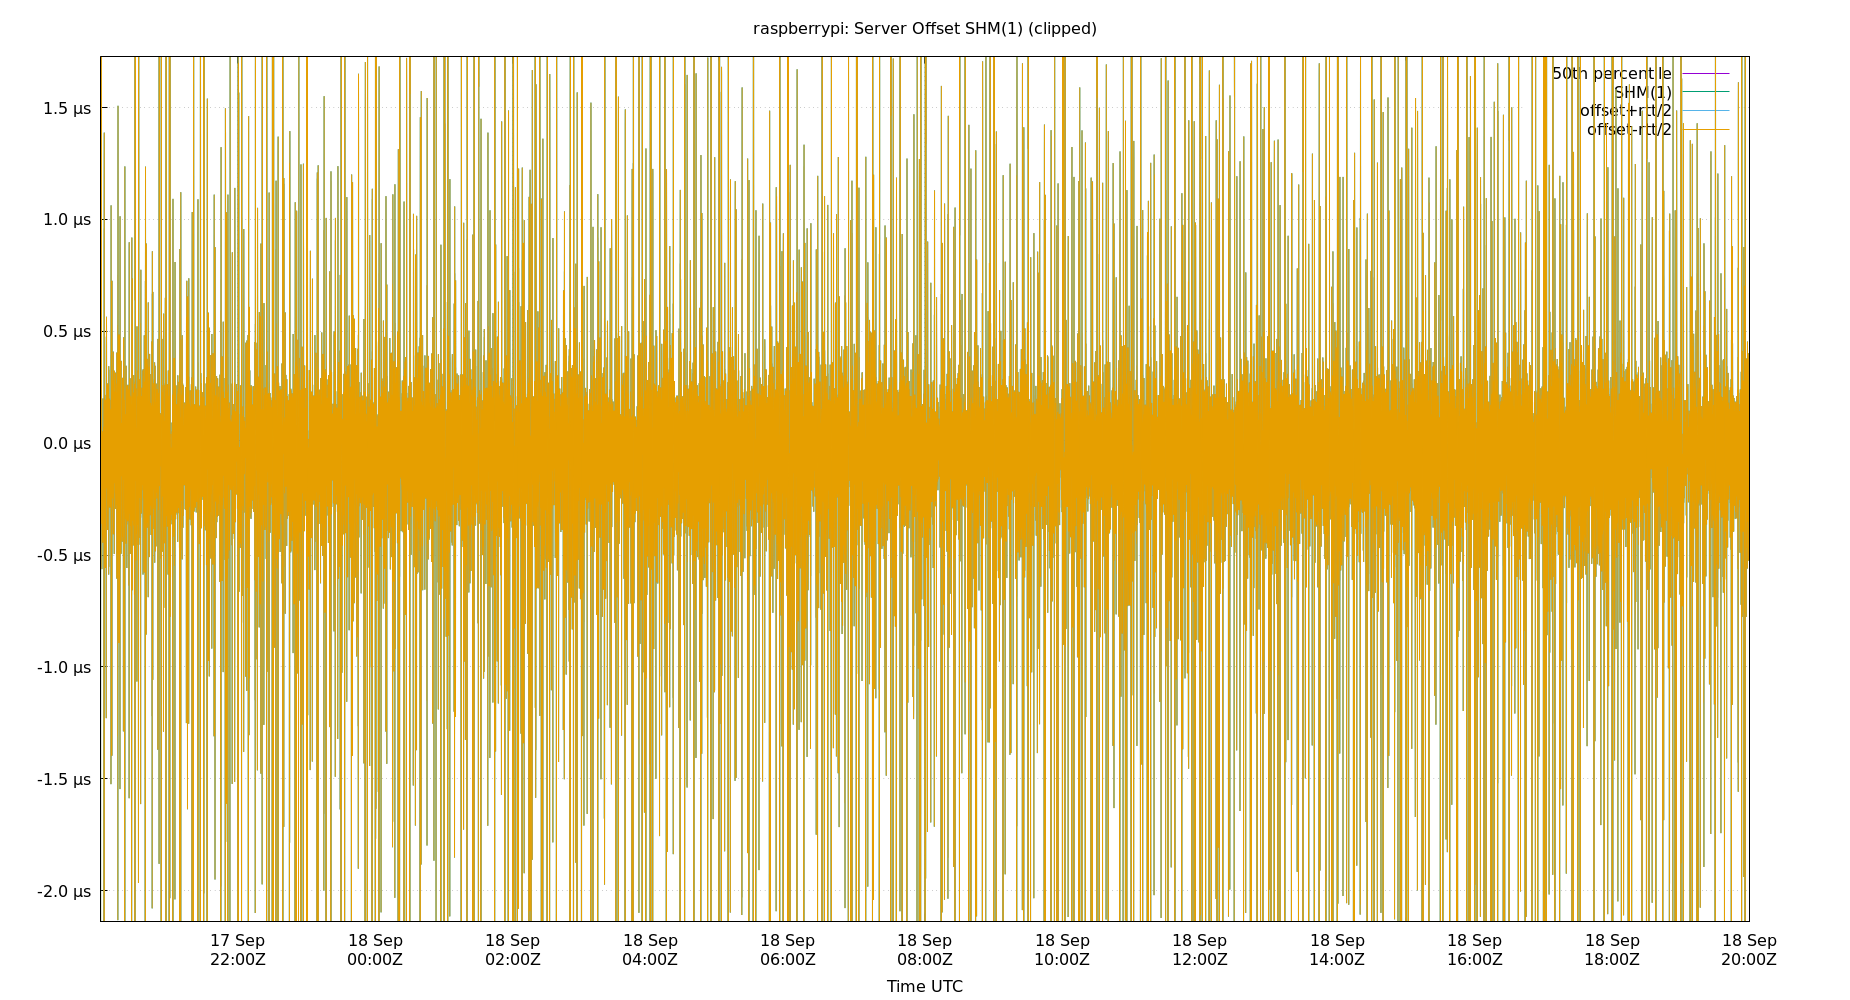 raspberrypi: Server Offset SHM(1) (clipped)
50th percentile
SHM(1)
offset+rtt/2
offset-rtt/2
1.5 µs
1.0 µs
0.5 µs
0.0 µs
-0.5 µs
-1.0 µs
-1.5 µs
-2.0 µs
17 Sep 18 Sep 18 Sep 18 Sep 18 Sep 18 Sep 18 Sep 18 Sep 18 Sep 18 Sep 18 Sep 18 Sep
22:00Z 00:00Z 02:00Z 04:00Z 06:00Z 08:00Z 10:00Z 12:00Z 14:00Z 16:00Z 18:00Z 20:00Z
Time UTC